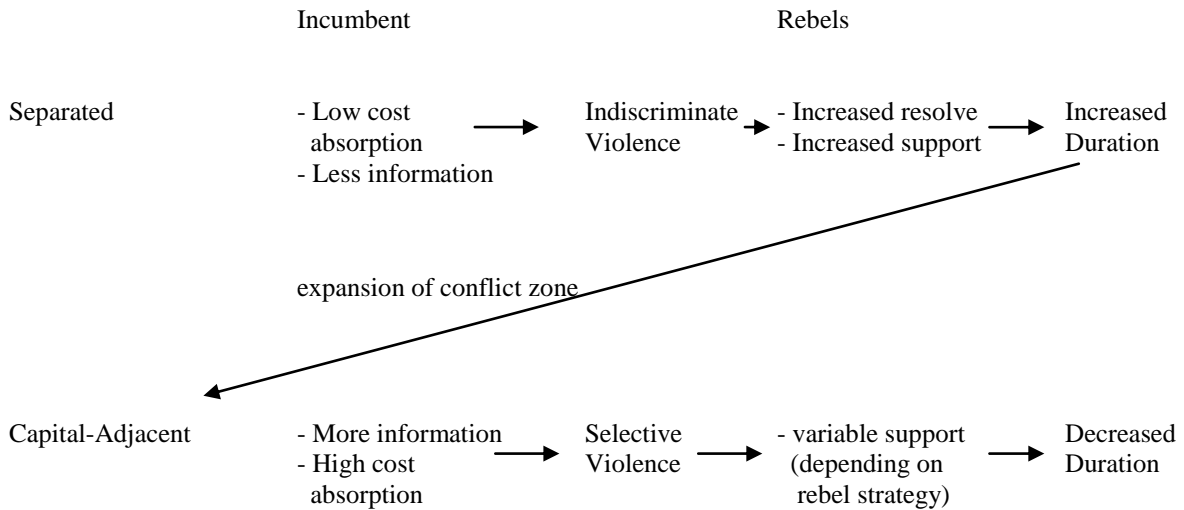 Incumbent Rebels
Separated - Low cost Indiscriminate - Increased resolve Increased
absorption Violence - Increased support Duration
- Less information
expansion of conflict zone
Capital-Adjacent - More information Selective - variable support Decreased
- High cost Violence (depending on Duration
absorption rebel strategy)